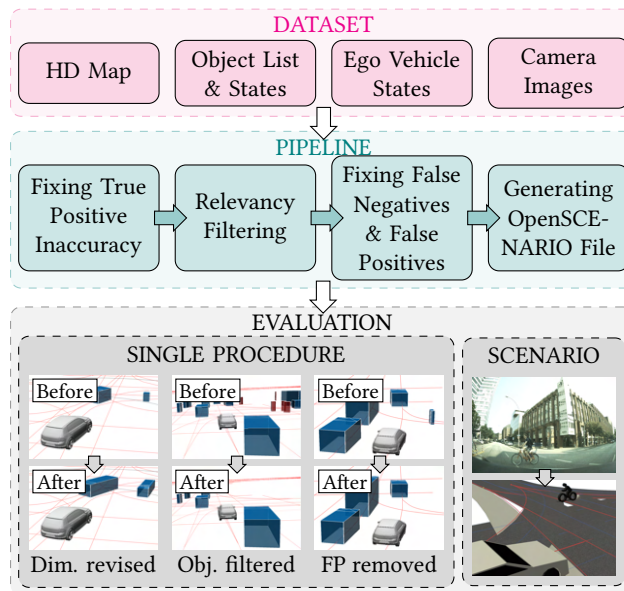 DATASET
HD Map
Object List
& States
Ego Vehicle
States
Camera
Images
PIPELINE
Fixing True
Positive
Inaccuracy
Relevancy
Filtering
Fixing False
Negatives
& False
Positives
Generating
OpenSCE-
NARIO File
EVALUATION
SINGLE PROCEDURE
Before
After
Dim. revised
Before
After
Obj. filtered
Before
After
FP removed
SCENARIO